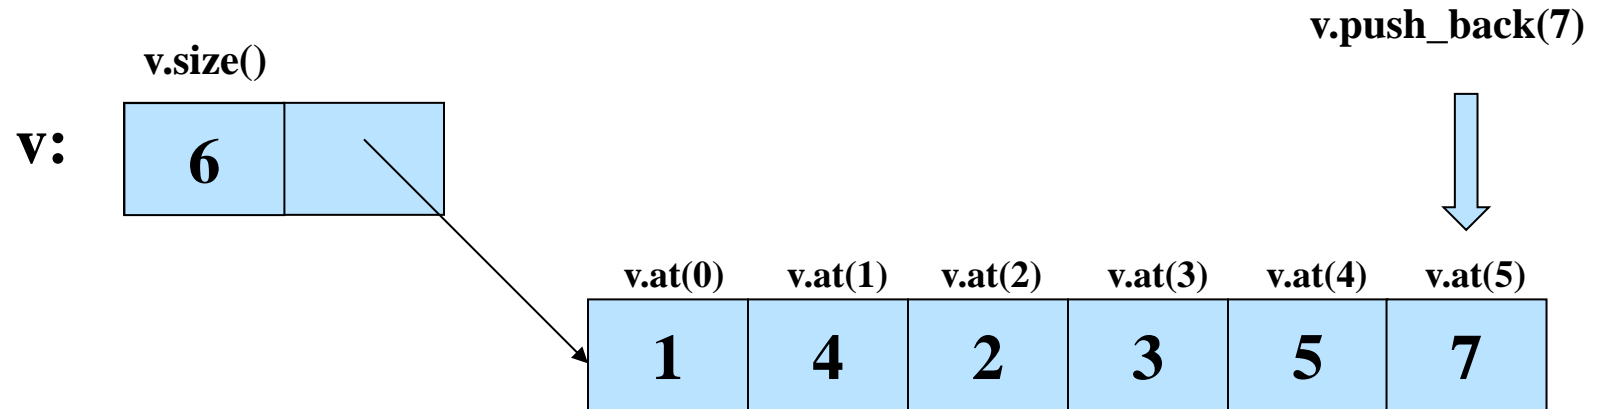 v.push_back(7)
v.size()
v:
6
v.at(0) v.at(1) v.at(2) v.at(3) v.at(4) v.at(5)
1 4 2 3 5 7